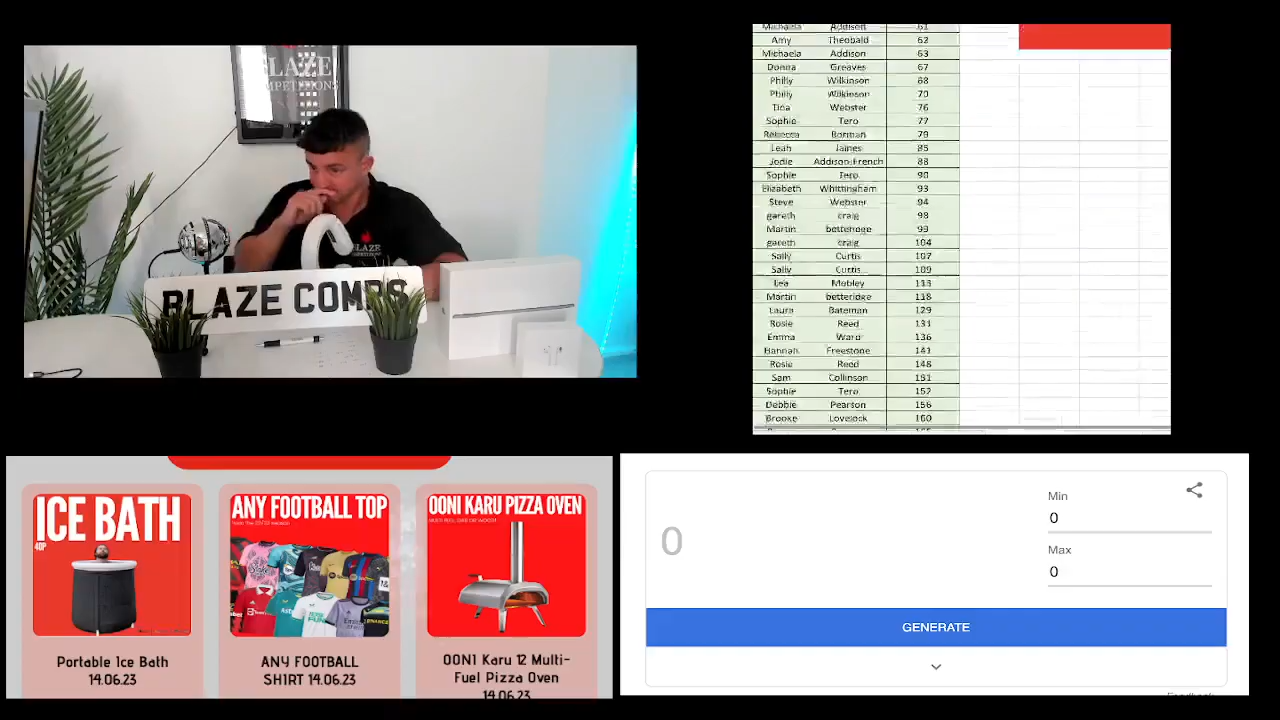 BLAZE
COMPETITIONS
BLAZE
BLAZE COMPS
Addison 61
Amy Theobald 62
Michaela Addison 63
Donna Greaves 67
Philly Wilkinson 68
Philly Wilkinson 70
Tina Webster 76
Sophie Tero 77
Rebecca Borman 79
Leah James 85
Jodie Addison-French 88
Sophie Tero 90
Elizabeth Whittingham 93
Steve Webster 94
gareth craig 98
Martin betteridge 99
gareth craig 104
Sally Curtis 107
Sally Curtis 109
Lea Mobley 113
Martin betteridge 118
Laura Bateman 129
Rosie Reed 131
Emma Ward 136
Hannah Freestone 141
Rosie Reed 148
Sam Collinson 151
Sophie Tero 152
Debbie Pearson 156
Brooke Lovelock 160
ICE BATH
40P
Portable Ice Bath
14.06.23
ANY FOOTBALL TOP
ANY FOOTBALL
SHIRT 14.06.23
OONI KARU PIZZA OVEN
OONI Karu 12 Multi-
Fuel Pizza Oven
14.06.23
0
Min
0
Max
0
GENERATE
Feedback